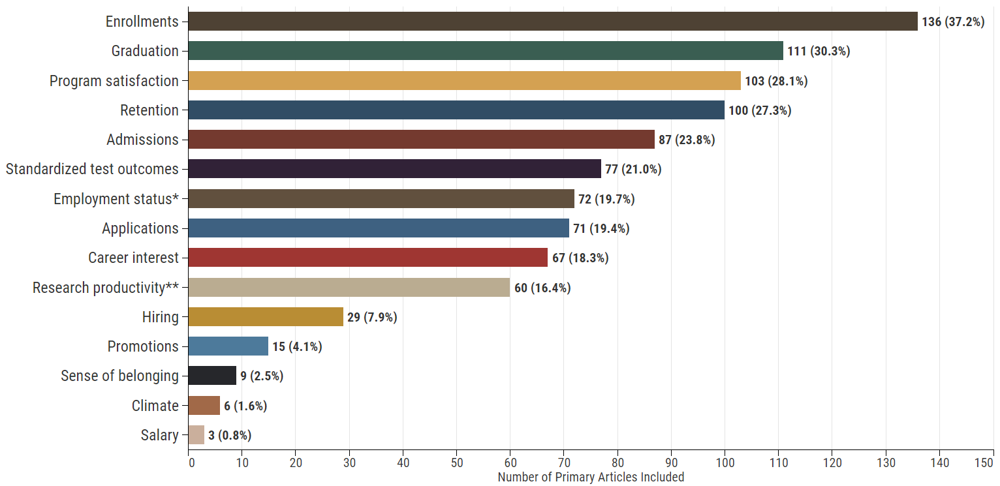 Enrollments 136 (37.2%)
Graduation 111 (30.3%)
Program satisfaction 103 (28.1%)
Retention 100 (27.3%)
Admissions 87 (23.8%)
Standardized test outcomes 77 (21.0%)
Employment status* 72 (19.7%)
Applications 71 (19.4%)
Career interest 67 (18.3%)
Research productivity** 60 (16.4%)
Hiring 29 (7.9%)
Promotions 15 (4.1%)
Sense of belonging 9 (2.5%)
Climate 6 (1.6%)
Salary 3 (0.8%)
0 10 20 30 40 50 60 70 80 90 100 110 120 130 140 150
Number of Primary Articles Included